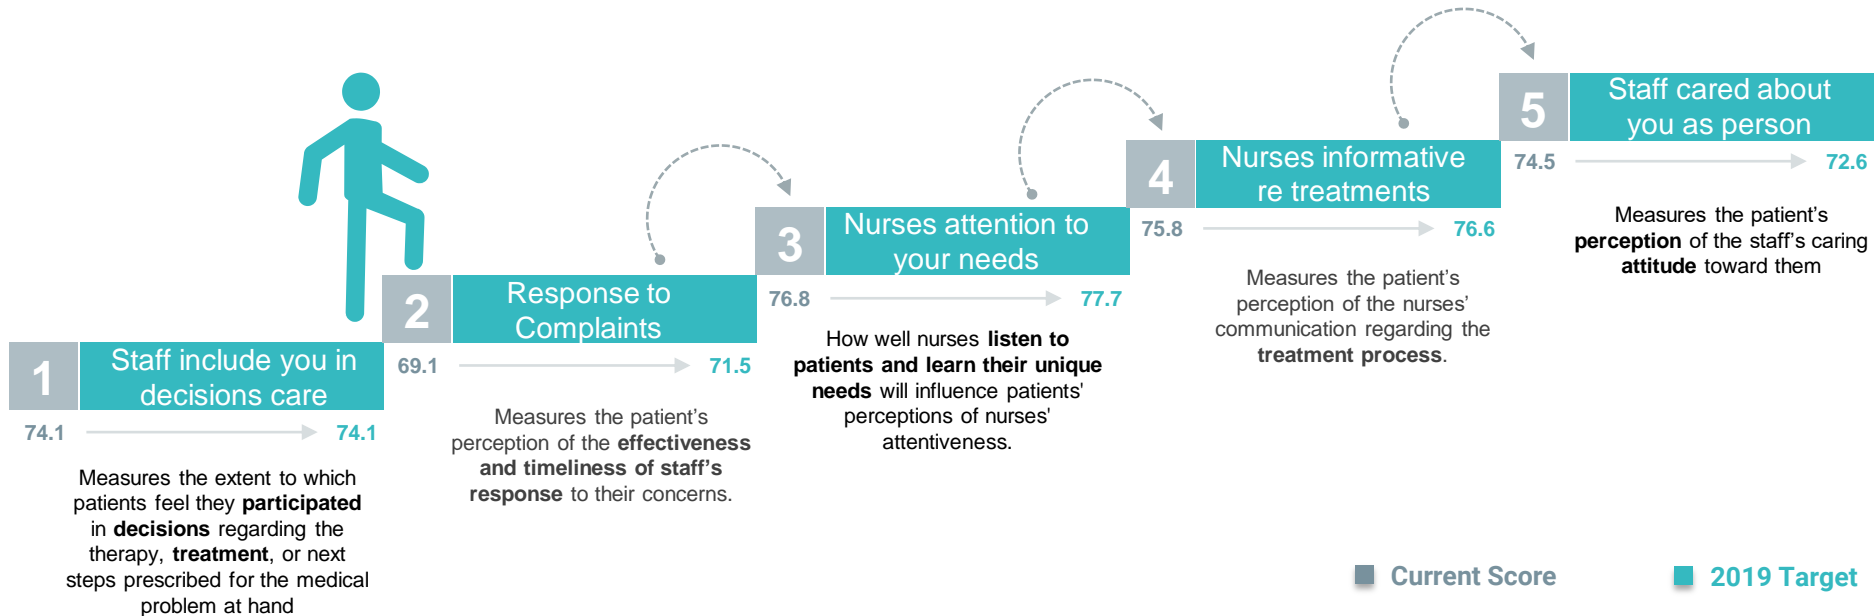 1
Staff include you in
decisions care
74.1
74.1
Measures the extent to which
patients feel they participated
in decisions regarding the
therapy, treatment, or next
steps prescribed for the medical
problem at hand
2
Response to
Complaints
69.1
71.5
Measures the patient’s
perception of the effectiveness
and timeliness of staff’s
response to their concerns.
3
Nurses attention to
your needs
76.8
77.7
How well nurses listen to
patients and learn their unique
needs will influence patients'
perceptions of nurses'
attentiveness.
4
Nurses informative
re treatments
75.8
76.6
Measures the patient’s
perception of the nurses’
communication regarding the
treatment process.
5
Staff cared about
you as person
74.5
72.6
Measures the patient’s
perception of the staff’s caring
attitude toward them
Current Score
2019 Target